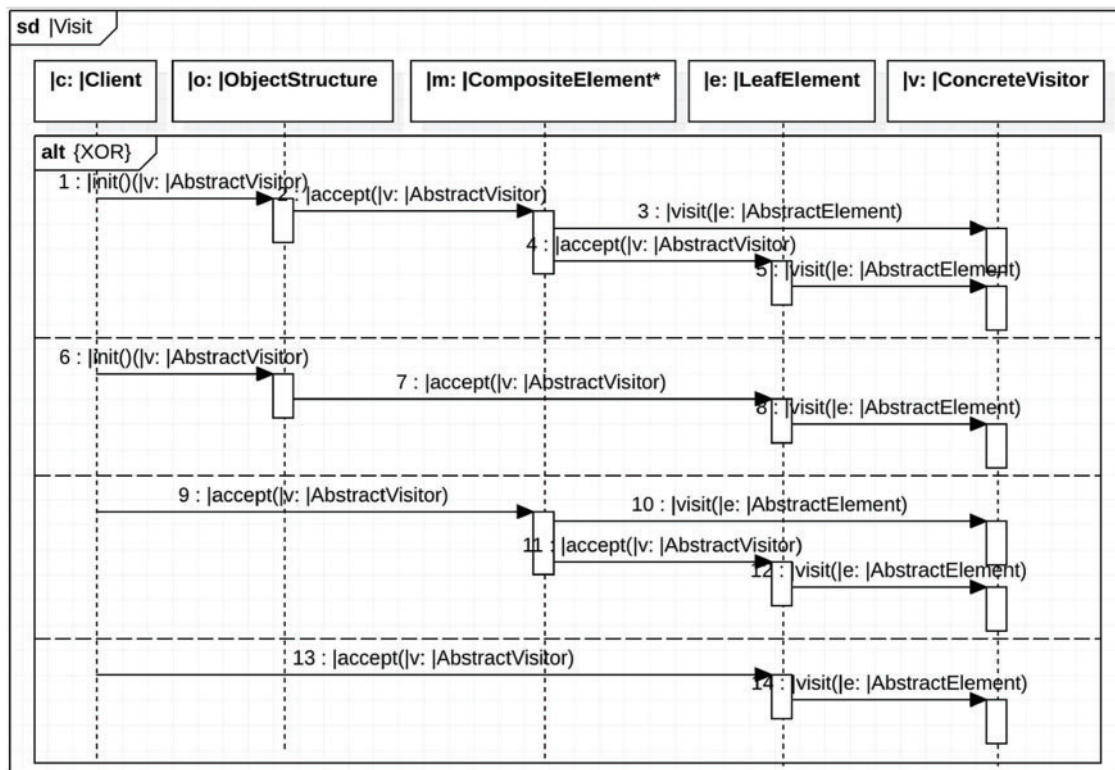 sd |Visit
|c: |Client
|o: |ObjectStructure
|m: |CompositeElement*
|e: |LeafElement
|v: |ConcreteVisitor
alt {XOR}
1 : |init()(|v: |AbstractVisitor)
2 : |accept(|v: |AbstractVisitor)
3 : |visit(|e: |AbstractElement)
4 : |accept(|v: |AbstractVisitor)
5 : |visit(|e: |AbstractElement)
6 : |init()(|v: |AbstractVisitor)
7 : |accept(|v: |AbstractVisitor)
8 : |visit(|e: |AbstractElement)
9 : |accept(|v: |AbstractVisitor)
10 : |visit(|e: |AbstractElement)
11 : |accept(|v: |AbstractVisitor)
12 : |visit(|e: |AbstractElement)
13 : |accept(|v: |AbstractVisitor)
14 : |visit(|e: |AbstractElement)